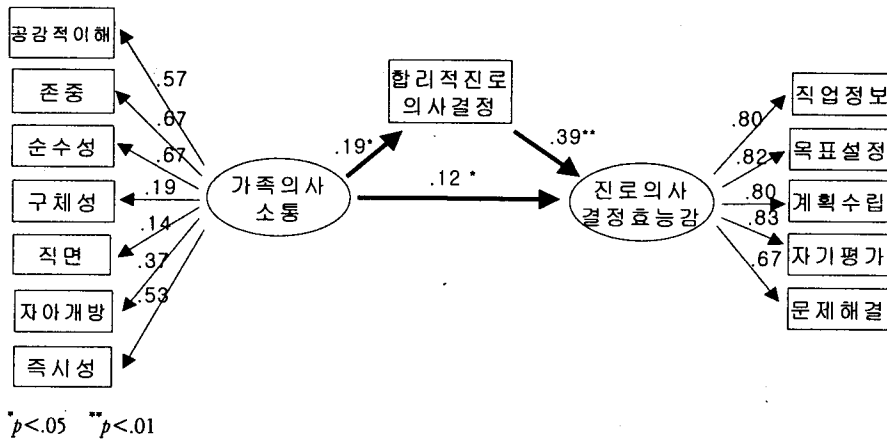 공감적이해
존중
순수성
구체성
직면
자아개방
즉시성
.57
.67
.67
.19
.14
.37
.53
가족의사
소통
.19*
합리적진로
의사결정
.39**
.12 *
진로의사
결정효능감
.80
.82
.80
.83
.67
직업정보
목표설정
계획수립
자기평가
문제해결
*p<.05 **p<.01